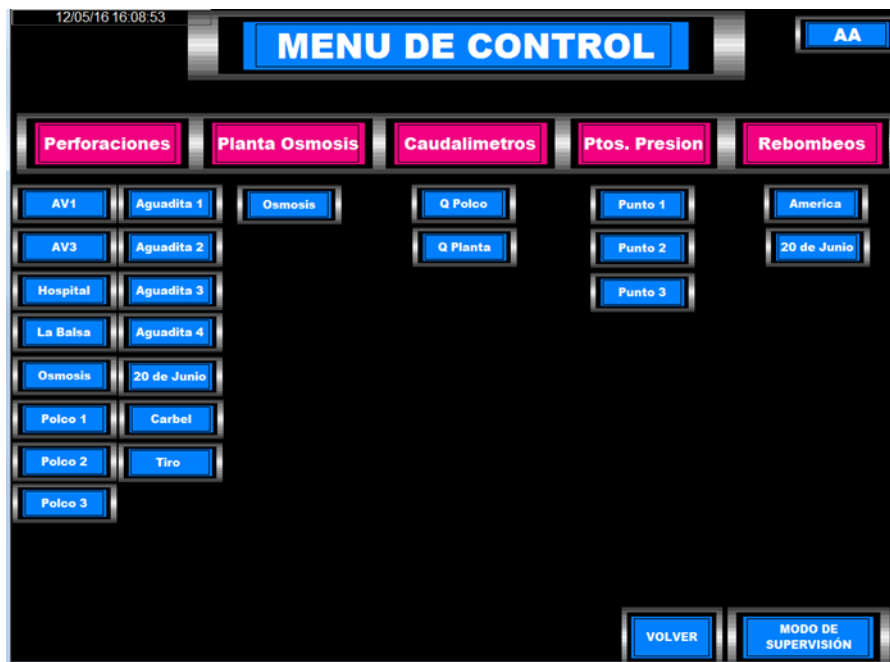 12/05/16 16:08:53
MENU DE CONTROL
AA
Perforaciones
Planta Osmosis
Caudalimetros
Ptos. Presion
Rebombeos
AV1
Aguadita 1
Osmosis
Q Polco
Punto 1
America
AV3
Aguadita 2
Q Planta
Punto 2
20 de Junio
Hospital
Aguadita 3
Punto 3
La Balsa
Aguadita 4
Osmosis
20 de Junio
Polco 1
Carbel
Polco 2
Tiro
Polco 3
VOLVER
MODO DE
SUPERVISIÓN